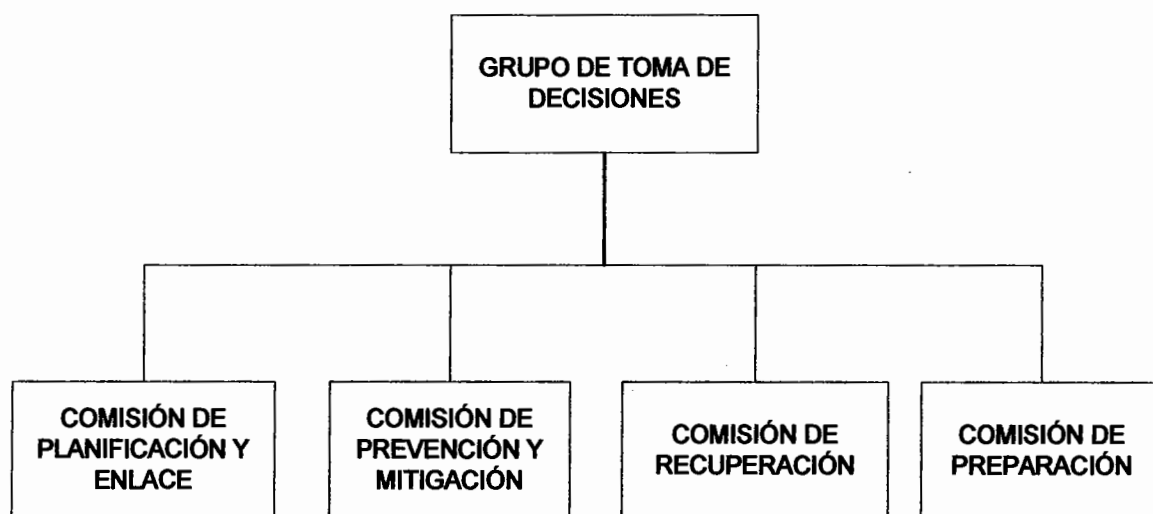 GRUPO DE TOMA DE
DECISIONES
COMISIÓN DE
PLANIFICACIÓN Y
ENLACE
COMISIÓN DE
PREVENCIÓN Y
MITIGACIÓN
COMISIÓN DE
RECUPERACIÓN
COMISIÓN DE
PREPARACIÓN